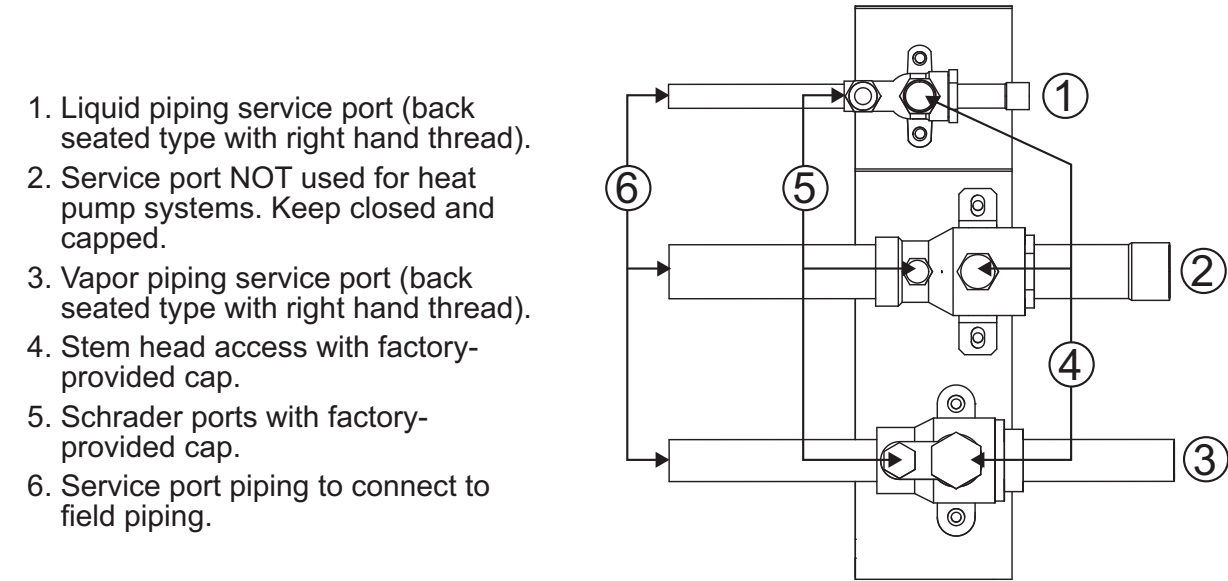 1. Liquid piping service port (back
seated type with right hand thread).
2. Service port NOT used for heat
pump systems. Keep closed and
capped.
3. Vapor piping service port (back
seated type with right hand thread).
4. Stem head access with factory-
provided cap.
5. Schrader ports with factory-
provided cap.
6. Service port piping to connect to
field piping.
1
6
5
2
4
3